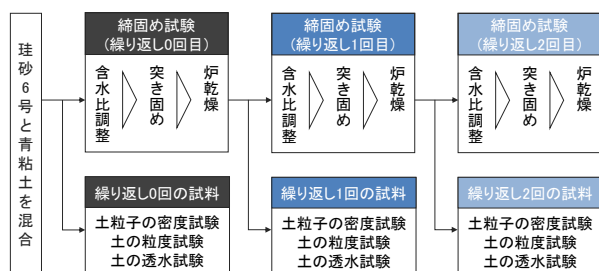 珪砂6号と青粘土を混合
締固め試験
(繰り返し0回目)
含水比調整
突き固め
炉乾燥
締固め試験
(繰り返し1回目)
含水比調整
突き固め
炉乾燥
締固め試験
(繰り返し2回目)
含水比調整
突き固め
炉乾燥
繰り返し0回の試料
土粒子の密度試験
土の粒度試験
土の透水試験
繰り返し1回の試料
土粒子の密度試験
土の粒度試験
土の透水試験
繰り返し2回の試料
土粒子の密度試験
土の粒度試験
土の透水試験